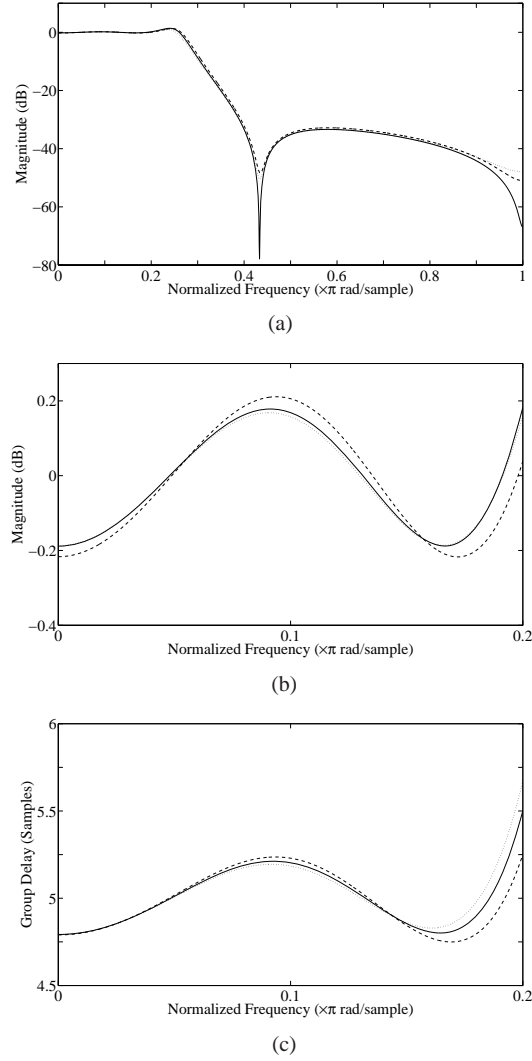 0
−20
−40
−60
−80
Magnitude (dB)
0 0.2 0.4 0.6 0.8 1
Normalized Frequency (×π rad/sample)
(a)
0.2
0
−0.2
−0.4
Magnitude (dB)
0 0.1 0.2
Normalized Frequency (×π rad/sample)
(b)
6
5.5
5
4.5
Group Delay (Samples)
0 0.1 0.2
Normalized Frequency (×π rad/sample)
(c)